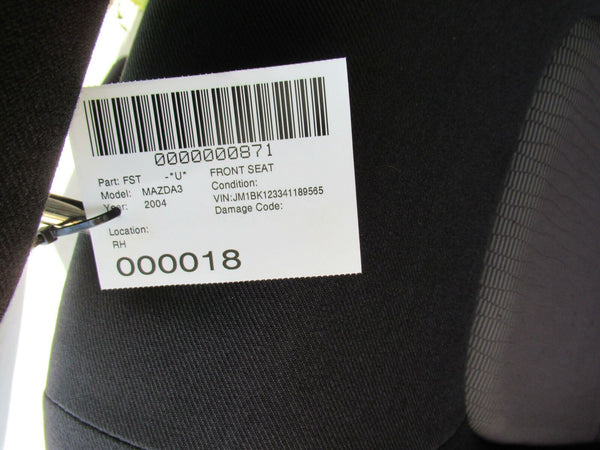 0000000871
Part: FST -*U* FRONT SEAT
Model: MAZDA3 Condition:
Year: 2004 VIN:JM1BK123341189565
Damage Code:
Location:
RH
000018